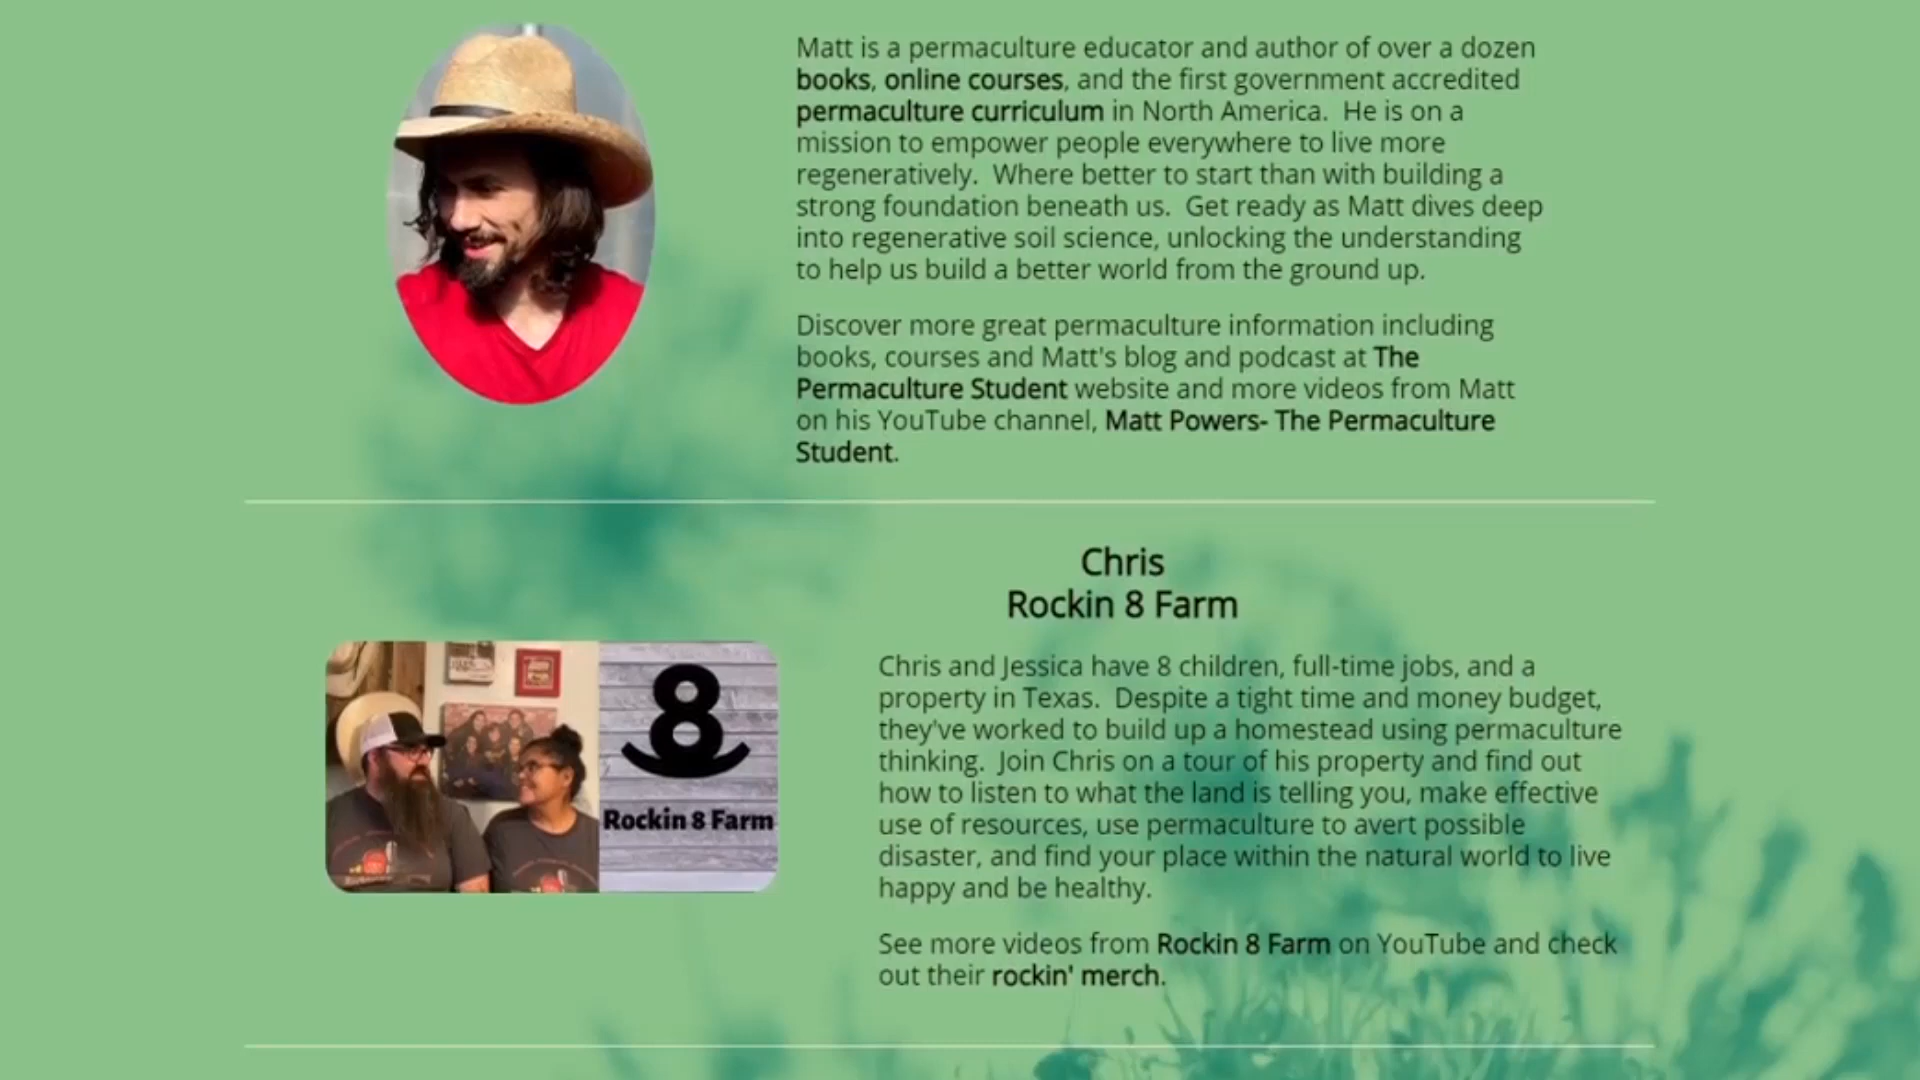 Matt is a permaculture educator and author of over a dozen
books, online courses, and the first government accredited
permaculture curriculum in North America.  He is on a
mission to empower people everywhere to live more
regeneratively.  Where better to start than with building a
strong foundation beneath us.  Get ready as Matt dives deep
into regenerative soil science, unlocking the understanding
to help us build a better world from the ground up.
Discover more great permaculture information including
books, courses and Matt's blog and podcast at The
Permaculture Student website and more videos from Matt
on his YouTube channel, Matt Powers- The Permaculture
Student.
Chris
Rockin 8 Farm
8
Rockin 8 Farm
Chris and Jessica have 8 children, full-time jobs, and a
property in Texas.  Despite a tight time and money budget,
they've worked to build up a homestead using permaculture
thinking.  Join Chris on a tour of his property and find out
how to listen to what the land is telling you, make effective
use of resources, use permaculture to avert possible
disaster, and find your place within the natural world to live
happy and be healthy.
See more videos from Rockin 8 Farm on YouTube and check
out their rockin' merch.